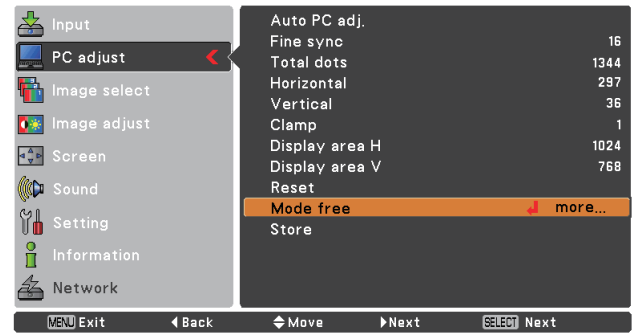 Input
PC adjust
Image select
Image adjust
Screen
Sound
Setting
Information
Network
Auto PC adj.
Fine sync 16
Total dots 1344
Horizontal 297
Vertical 36
Clamp 1
Display area H 1024
Display area V 768
Reset
Mode free more...
Store
MENU Exit Back Move Next SELECT Next